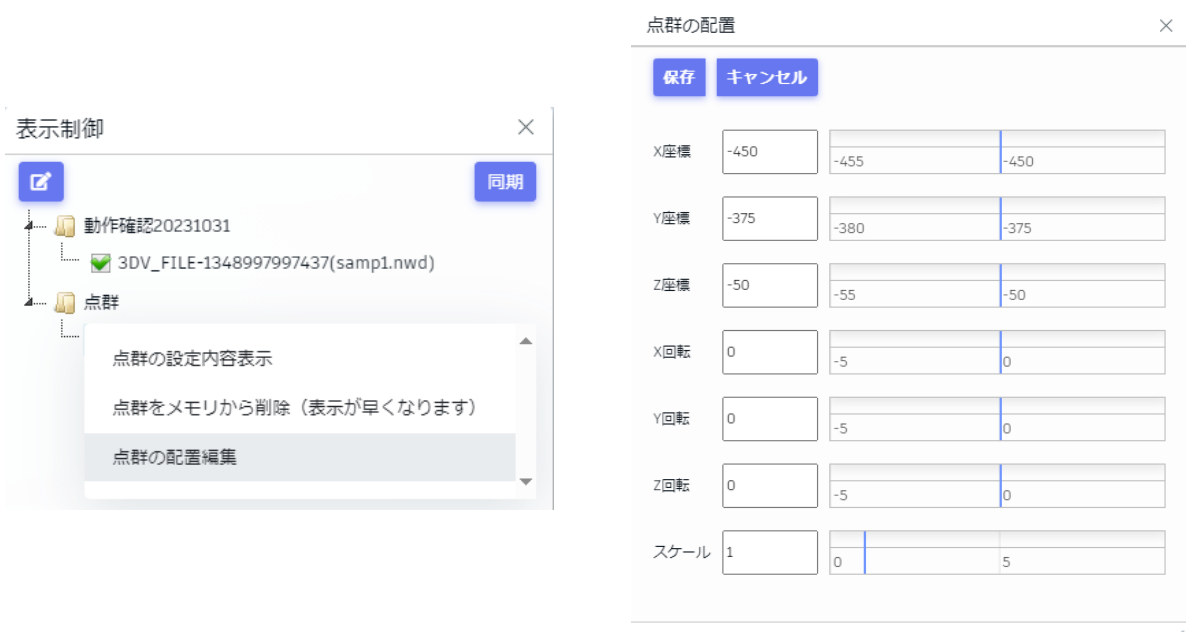 表示制御
同期
動作確認20231031
3DV_FILE-1348997997437(samp1.nwd)
点群
点群の設定内容表示
点群をメモリから削除（表示が早くなります）
点群の配置編集
点群の配置
保存 キャンセル
X座標 -450 -455 -450
Y座標 -375 -380 -375
Z座標 -50 -55 -50
X回転 0 -5 0
Y回転 0 -5 0
Z回転 0 -5 0
スケール 1 0 5